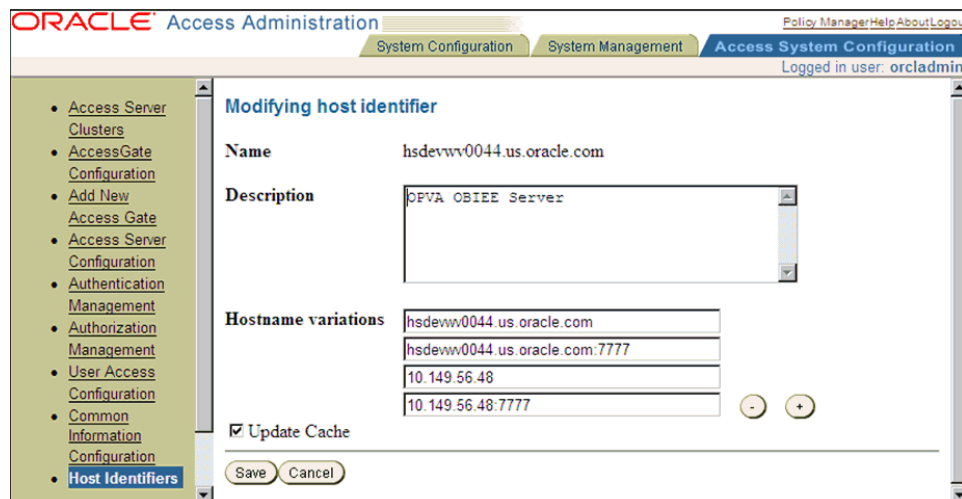 ORACLE Access Administration
Policy Manager Help About Logou
System Configuration
System Management
Access System Configuration
Logged in user: orcladmin
Access Server
Clusters
AccessGate
Configuration
Add New
Access Gate
Access Server
Configuration
Authentication
Management
Authorization
Management
User Access
Configuration
Common
Information
Configuration
Host Identifiers
Modifying host identifier
Name hsdevwv0044.us.oracle.com
Description OPVA OBIEE Server
Hostname variations hsdevwv0044.us.oracle.com
hsdevwv0044.us.oracle.com:7777
10.149.56.48
10.149.56.48:7777
- +
Update Cache
Save Cancel